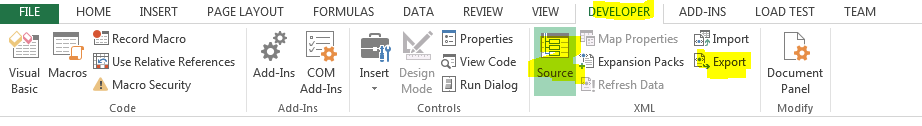 FILE HOME INSERT PAGE LAYOUT FORMULAS DATA REVIEW VIEW DEVELOPER ADD-INS LOAD TEST TEAM
Visual Basic
Macros
Record Macro
Use Relative References
Macro Security
Code
Add-Ins
COM Add-Ins
Add-Ins
Insert
Design Mode
Properties
View Code
Run Dialog
Controls
Source
Map Properties
Expansion Packs
Refresh Data
Import
Export
XML
Document Panel
Modify